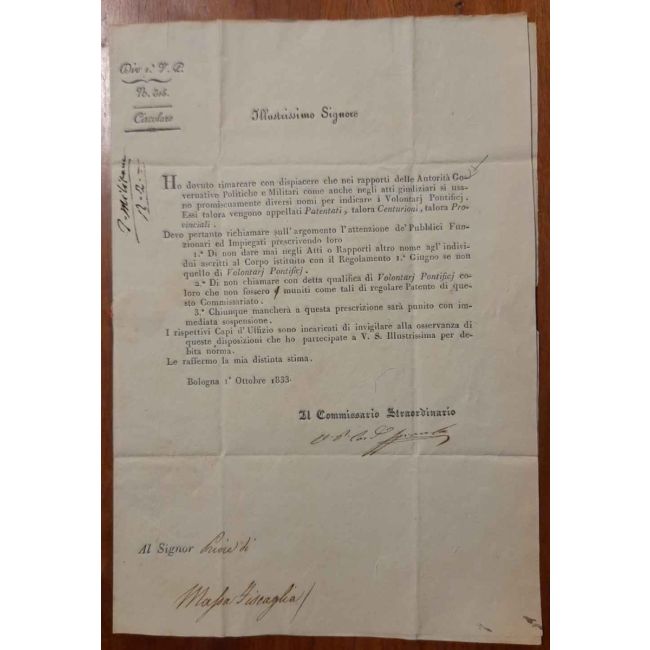 Div 1.ª V. P.
N. 
Circolare
Illustrissimo Signore
Ho dovuto rimarcare con dispiacere che nei rapporti delle Autorità Go-
vernative Politiche e Militari come anche negli atti giudiziari si usa-
no promiscuamente diversi nomi per indicare i Volontarj Pontificj.
Essi talora vengono appellati Patentati, talora Centurioni, talora Pro-
vinciali.
Devo pertanto richiamare sull'argomento l'attenzione de' Pubblici Fun-
zionari ed Impiegati prescrivendo loro
1.º Di non dare mai negli Atti o Rapporti altro nome agl'indivi-
dui ascritti al Corpo istituito con il Regolamento 1.º Giugno se non
quello di Volontarj Pontificj.
2.º Di non chiamare con detta qualifica di Volontarj Pontificj co-
loro che non fossero muniti come tali di regolare Patente di que-
sto Commissariato.
3.º Chiunque mancherà a questa prescrizione sarà punito con im-
mediata sospensione.
I rispettivi Capi d'Uffizio sono incaricati di invigilare alla osservanza di
queste disposizioni che ho partecipate a V. S. Illustrissima per de-
bita norma.
Le raffermo la mia distinta stima.
Bologna 1.º Ottobre 1833.
Il Commissario Straordinario
Al Signor Priore di
Massa Fiscaglia